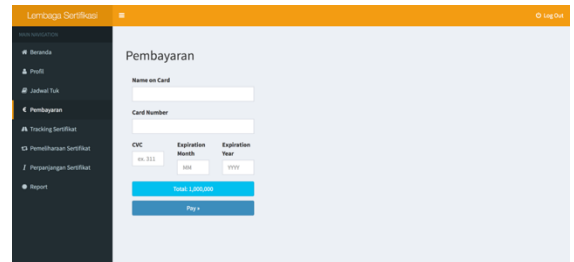 Lembaga Sertifikasi
Log Out
MAIN NAVIGATION
Beranda
Profil
Jadwal Tuk
Pembayaran
Tracking Sertifikat
Pemeliharaan Sertifikat
Perpanjangan Sertifikat
Report
Pembayaran
Name on Card
Card Number
CVC
Expiration Month
Expiration Year
ex. 311
MM
YYYY
Total: 1,000,000
Pay »